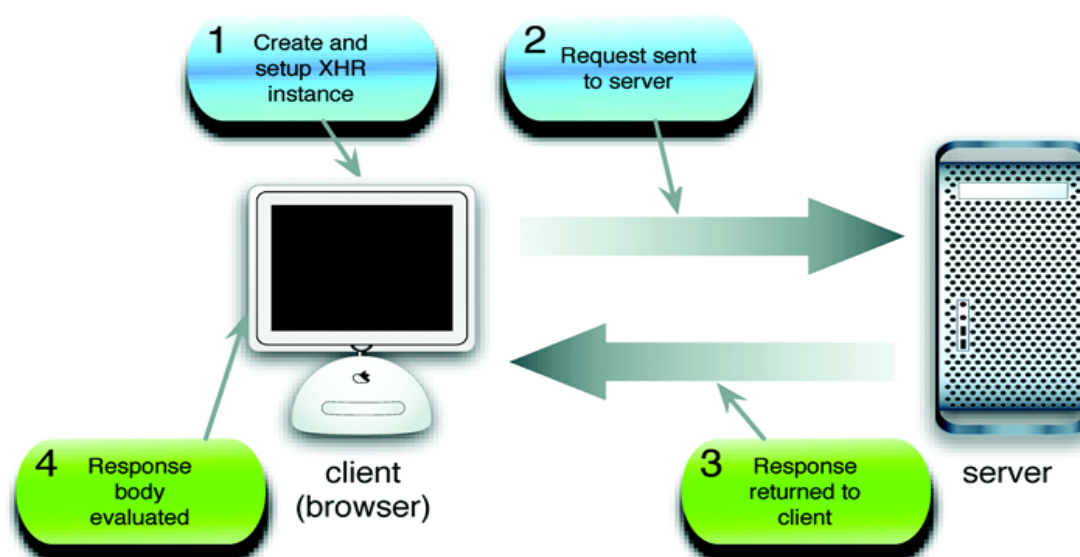 1
Create and
setup XHR
instance
2
Request sent
to server
4
Response
body
evaluated
client
(browser)
3
Response
returned to
client
server